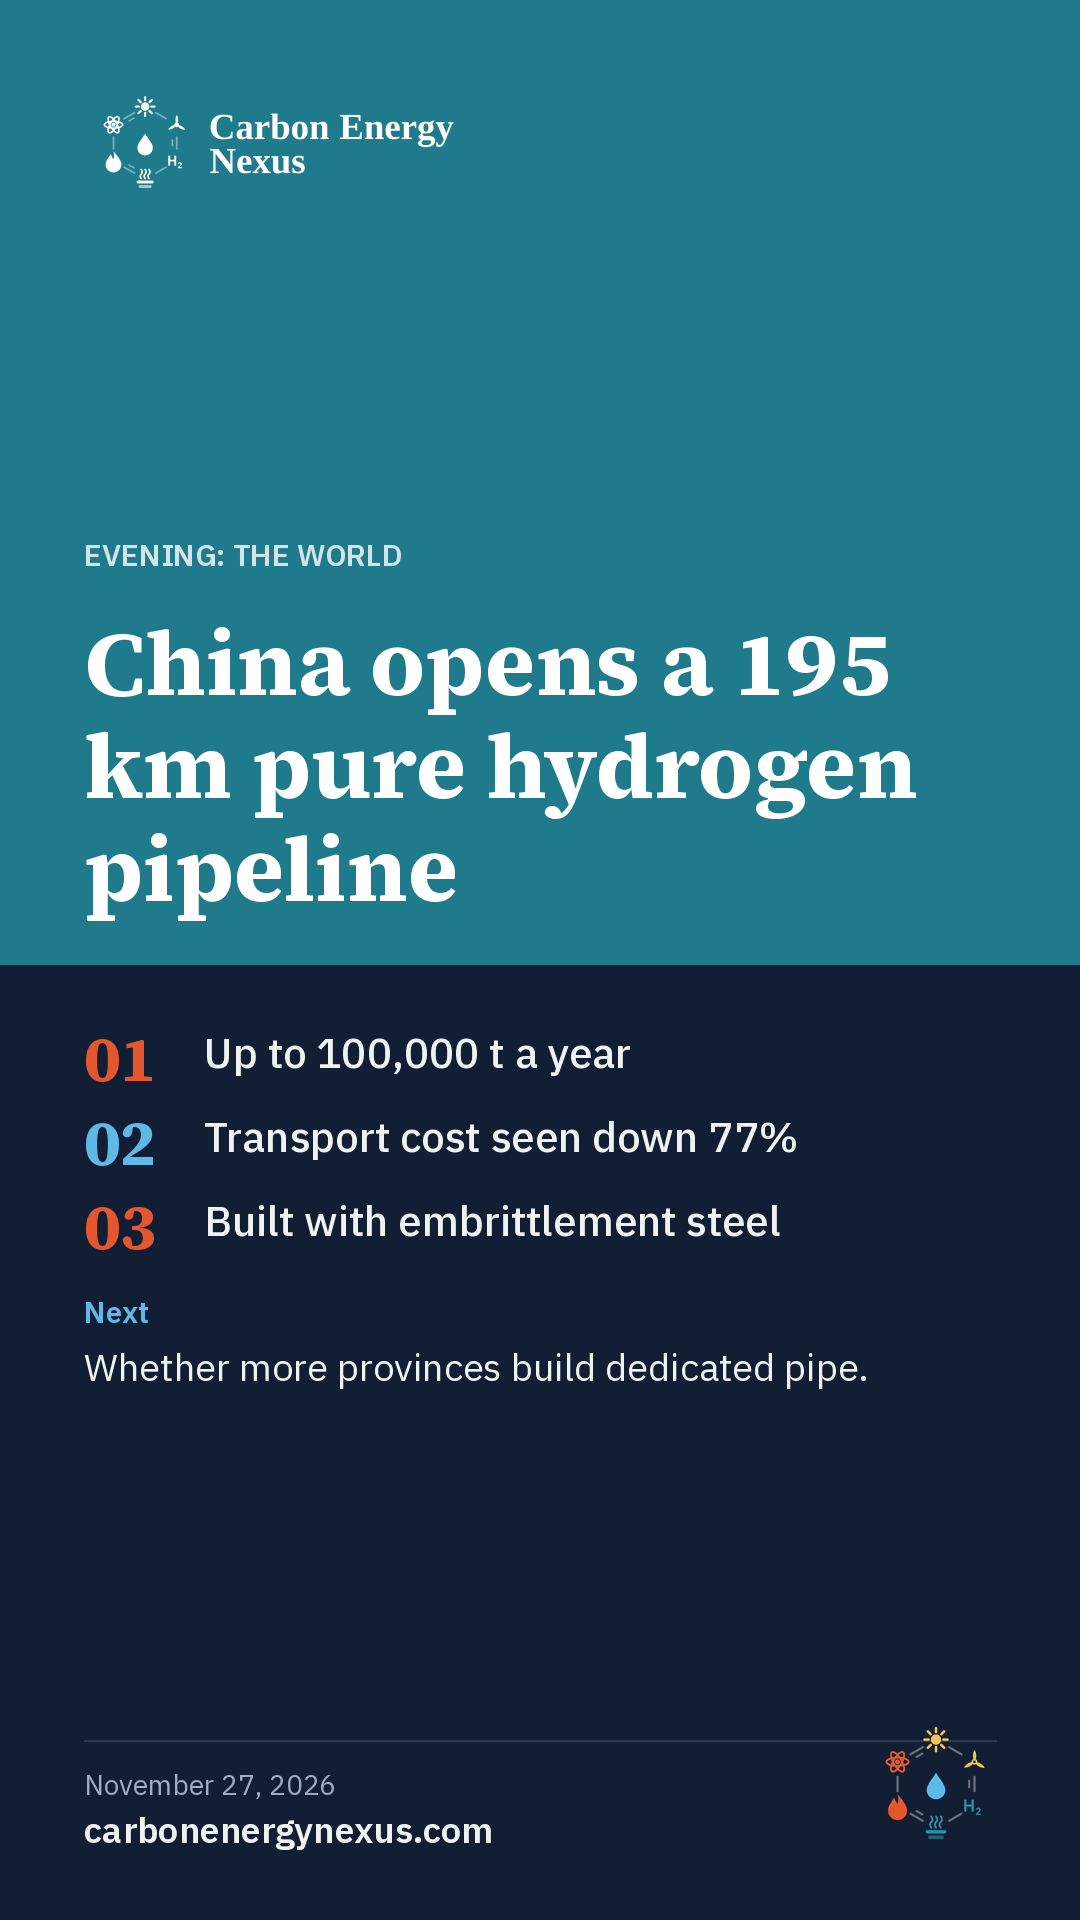 Carbon Energy
Nexus
H₂
EVENING: THE WORLD
China opens a 195
km pure hydrogen
pipeline
01 Up to 100,000 t a year
02 Transport cost seen down 77%
03 Built with embrittlement steel
Next
Whether more provinces build dedicated pipe.
November 27, 2026
carbonenergynexus.com
H₂